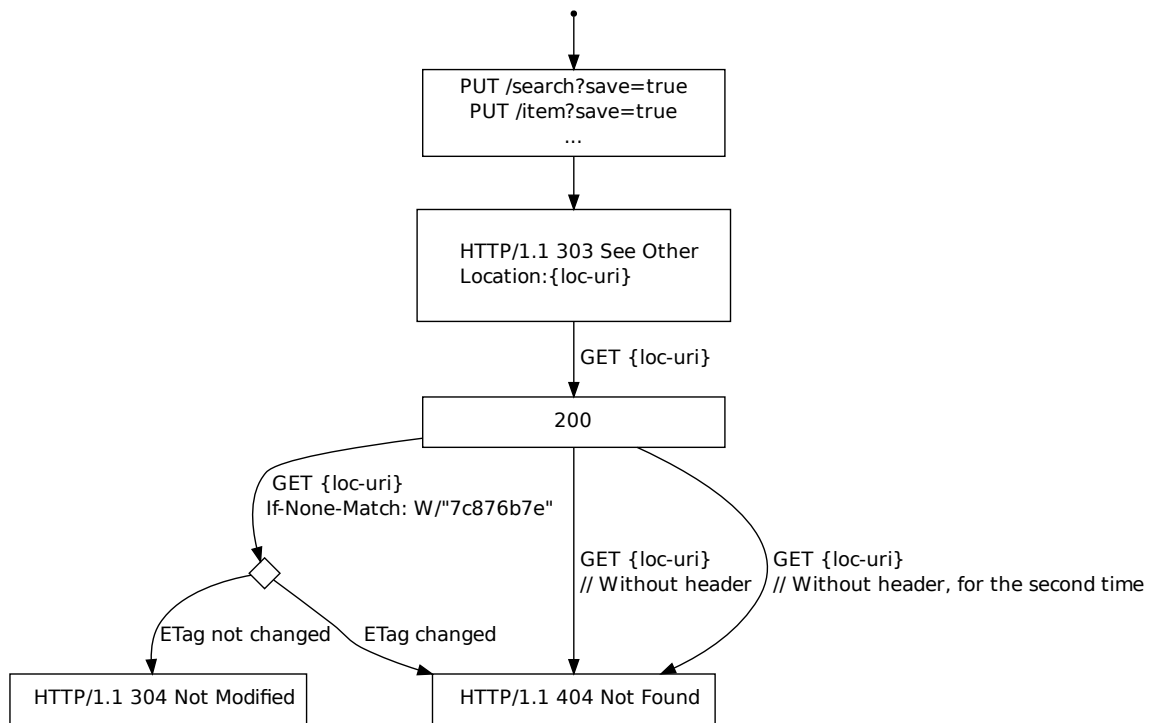 PUT /search?save=true
PUT /item?save=true
...
HTTP/1.1 303 See Other
Location:{loc-uri}
GET {loc-uri}
200
GET {loc-uri}
If-None-Match: W/"7c876b7e"
GET {loc-uri}
// Without header
GET {loc-uri}
// Without header, for the second time
ETag not changed
ETag changed
HTTP/1.1 304 Not Modified
HTTP/1.1 404 Not Found